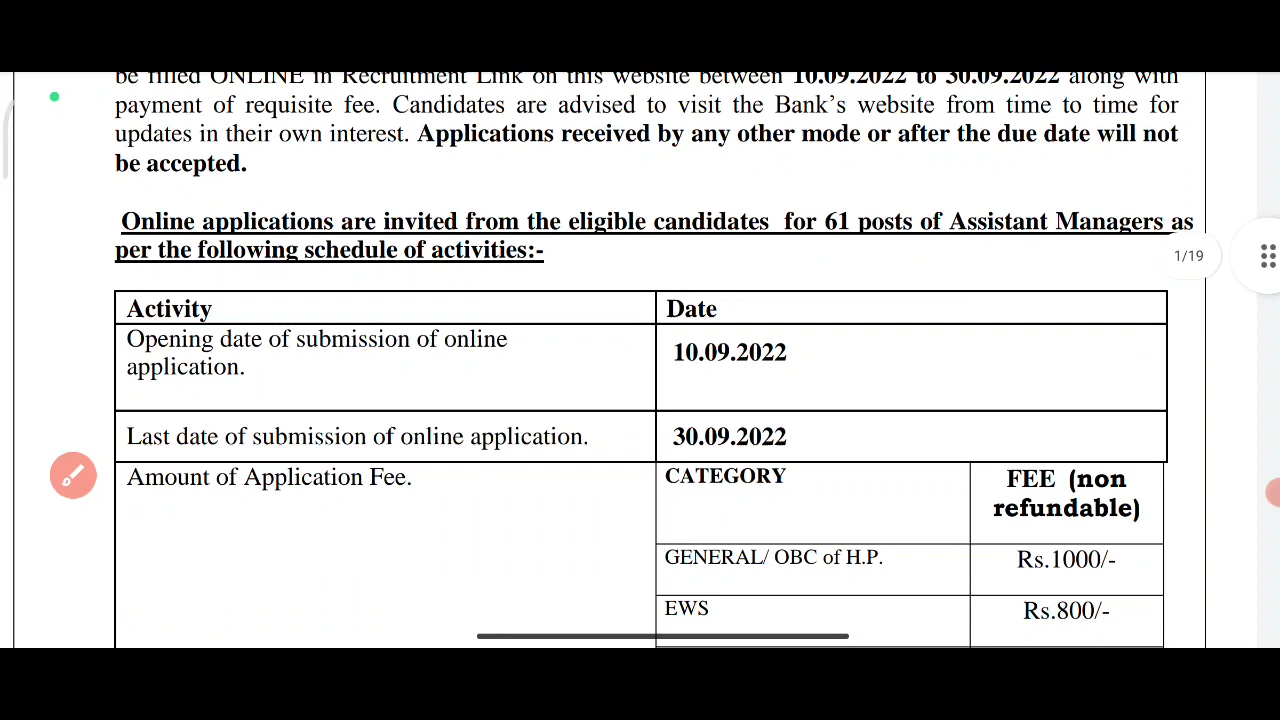 be filled ONLINE in Recruitment Link on this website between 10.09.2022 to 30.09.2022 along with
payment of requisite fee. Candidates are advised to visit the Bank's website from time to time for
updates in their own interest. Applications received by any other mode or after the due date will not
be accepted.
Online applications are invited from the eligible candidates for 61 posts of Assistant Managers as
per the following schedule of activities:-
1/19
Activity Date
Opening date of submission of online
application. 10.09.2022
Last date of submission of online application. 30.09.2022
Amount of Application Fee. CATEGORY FEE (non
refundable)
GENERAL/ OBC of H.P. Rs.1000/-
EWS Rs.800/-